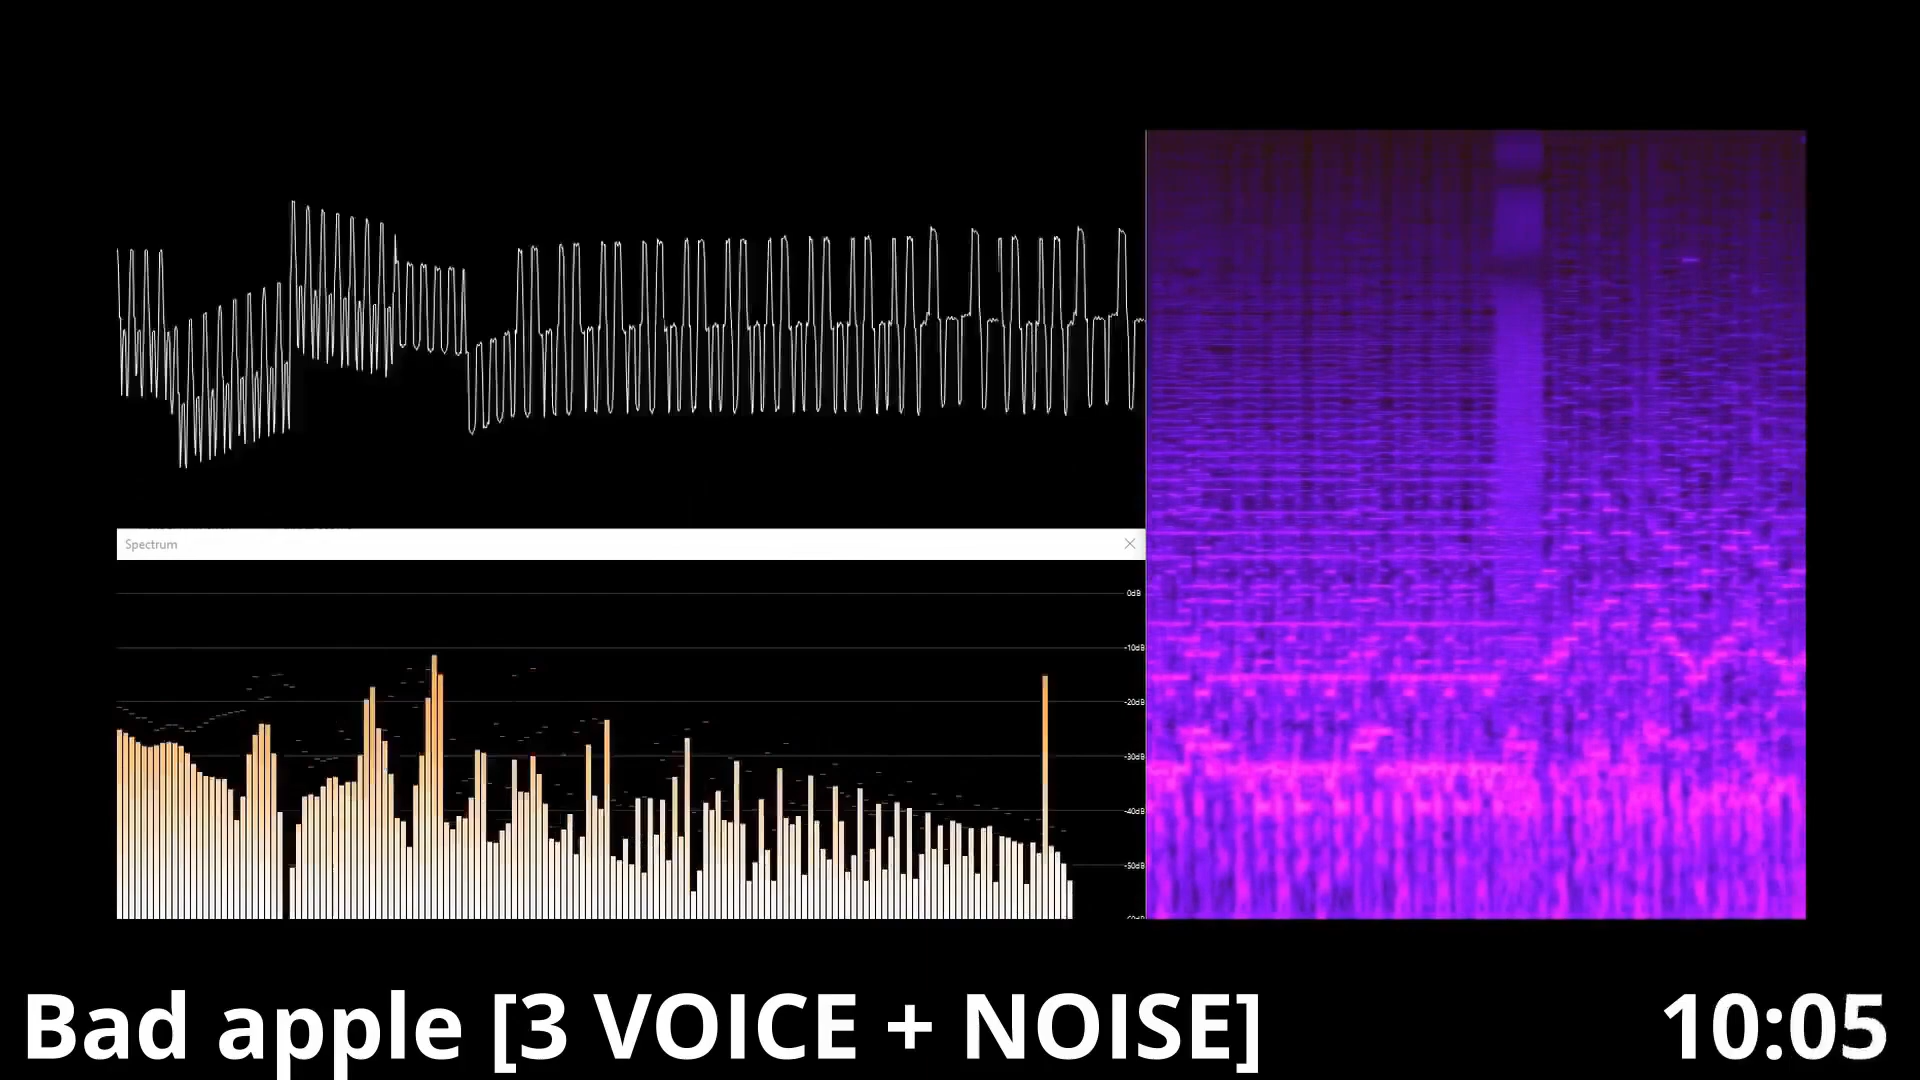 Spectrum
0dB
-10dB
-20dB
-30dB
-40dB
-50dB
Bad apple [3 VOICE + NOISE]
10:05